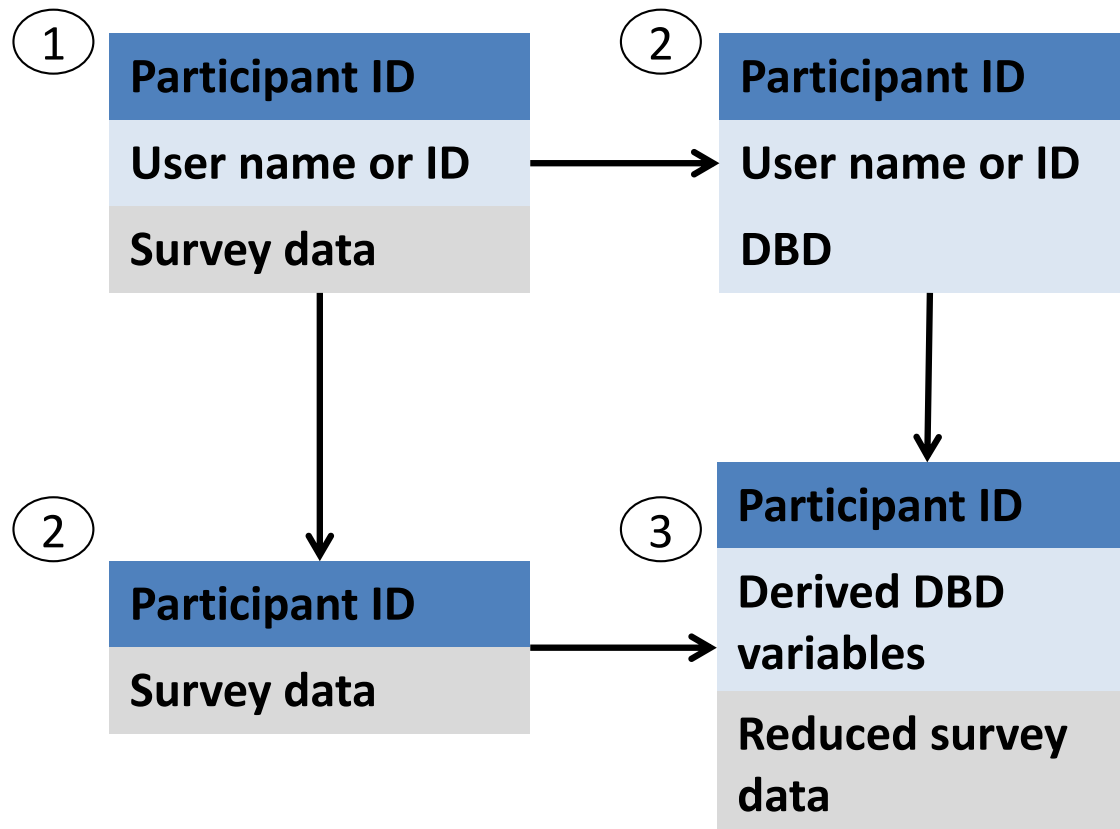 1
Participant ID
User name or ID
Survey data
2
Participant ID
User name or ID
DBD
2
Participant ID
Survey data
3
Participant ID
Derived DBD
variables
Reduced survey
data